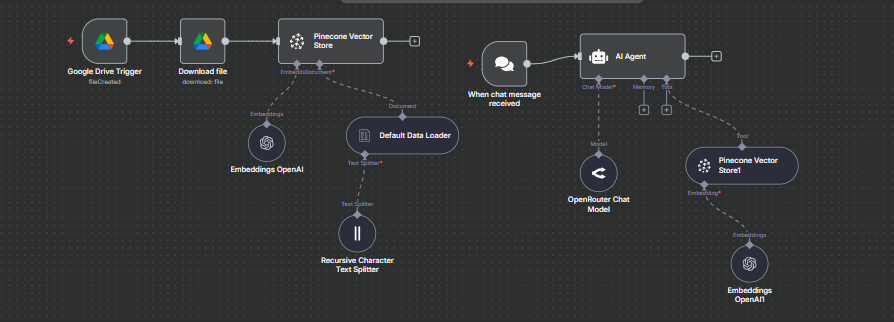 Google Drive Trigger
fileCreated
Download file
download: file
Pinecone Vector
Store
Document*
Embeddings
Embeddings OpenAI
Document
Default Data Loader
Text Splitter*
Text Splitter
Recursive Character
Text Splitter
When chat message
received
AI Agent
Chat Model*
Memory
Tool
Model
OpenRouter Chat
Model
Tool
Pinecone Vector
Store1
Embedding*
Embeddings
Embeddings
OpenAI1